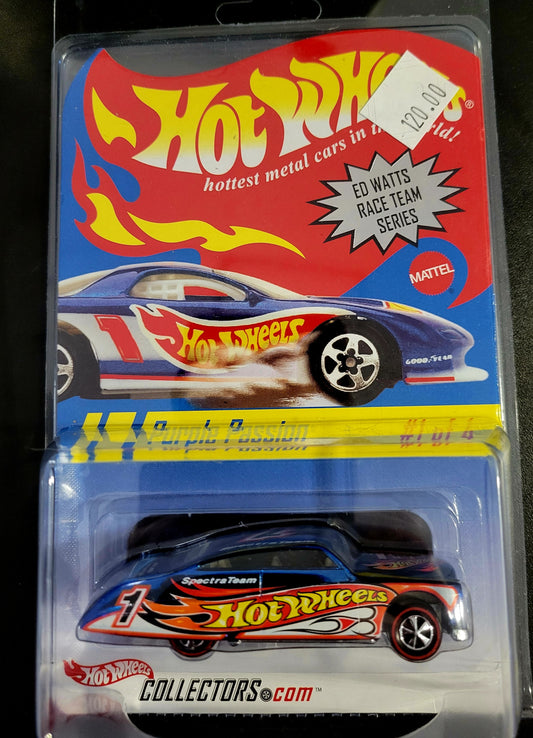 HOT WHEELS®
120.00
hottest metal cars in the world!
ED WATTS
RACE TEAM
SERIES
MATTEL
1
HOT WHEELS
GOOD YEAR
Purple Passion #1 of 4
SpectraTeam
1
HOT WHEELS
Hot Wheels
COLLECTORS.com™